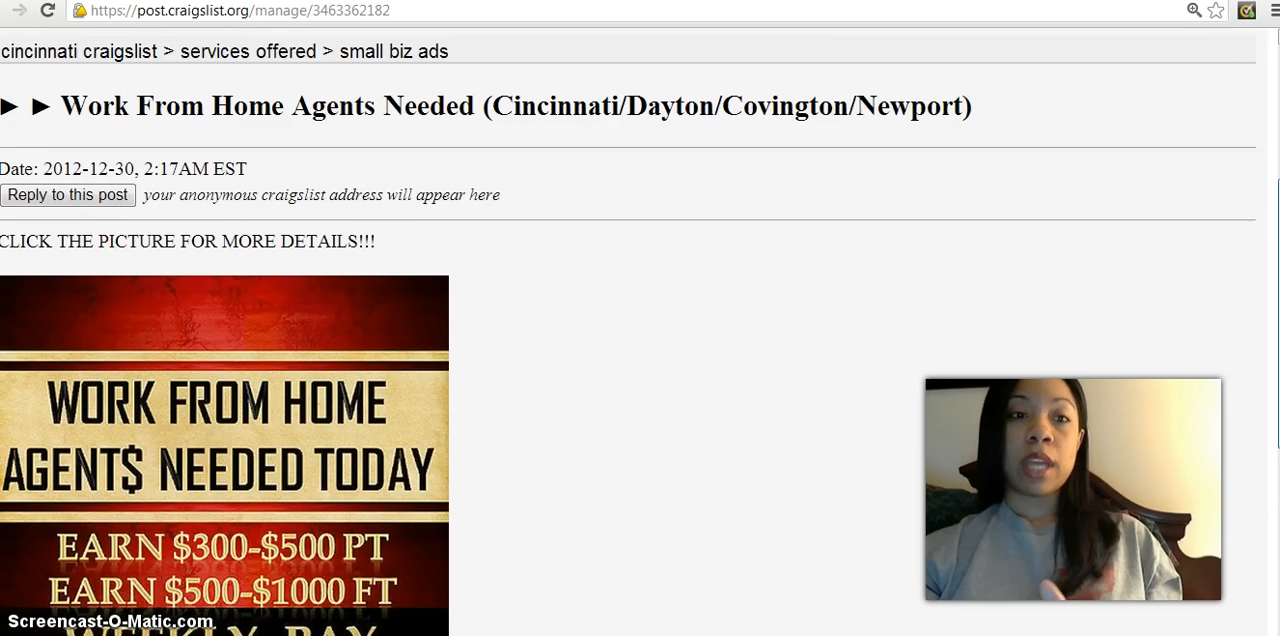 https://post.craigslist.org/manage/3463362182
cincinnati craigslist > services offered > small biz ads
► ► Work From Home Agents Needed (Cincinnati/Dayton/Covington/Newport)
Date: 2012-12-30, 2:17AM EST
Reply to this post your anonymous craigslist address will appear here
CLICK THE PICTURE FOR MORE DETAILS!!!
WORK FROM HOME
AGENT$ NEEDED TODAY
EARN $300-$500 PT
EARN $500-$1000 FT
WEEKLY PAY
Screencast-O-Matic.com